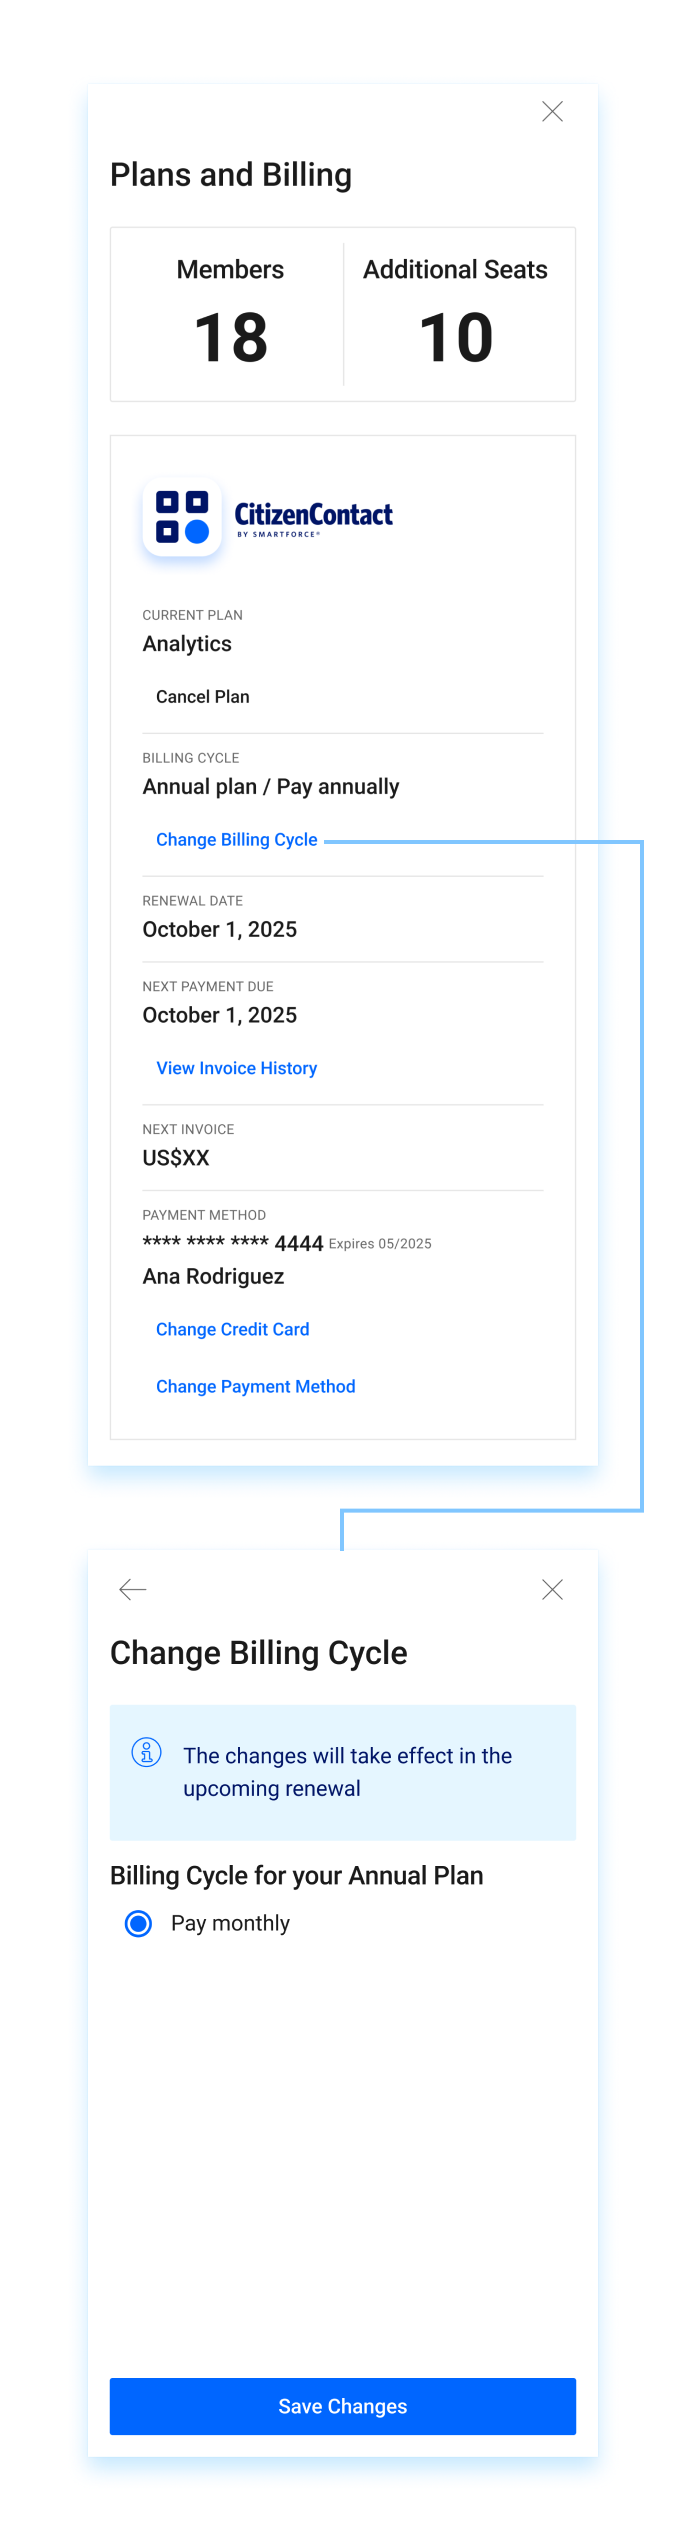 Plans and Billing
Members
18
Additional Seats
10
CitizenContact
BY SMARTFORCE®
CURRENT PLAN
Analytics
Cancel Plan
BILLING CYCLE
Annual plan / Pay annually
Change Billing Cycle
RENEWAL DATE
October 1, 2025
NEXT PAYMENT DUE
October 1, 2025
View Invoice History
NEXT INVOICE
US$XX
PAYMENT METHOD
**** **** **** 4444 Expires 05/2025
Ana Rodriguez
Change Credit Card
Change Payment Method
Change Billing Cycle
The changes will take effect in the
upcoming renewal
Billing Cycle for your Annual Plan
Pay monthly
Save Changes